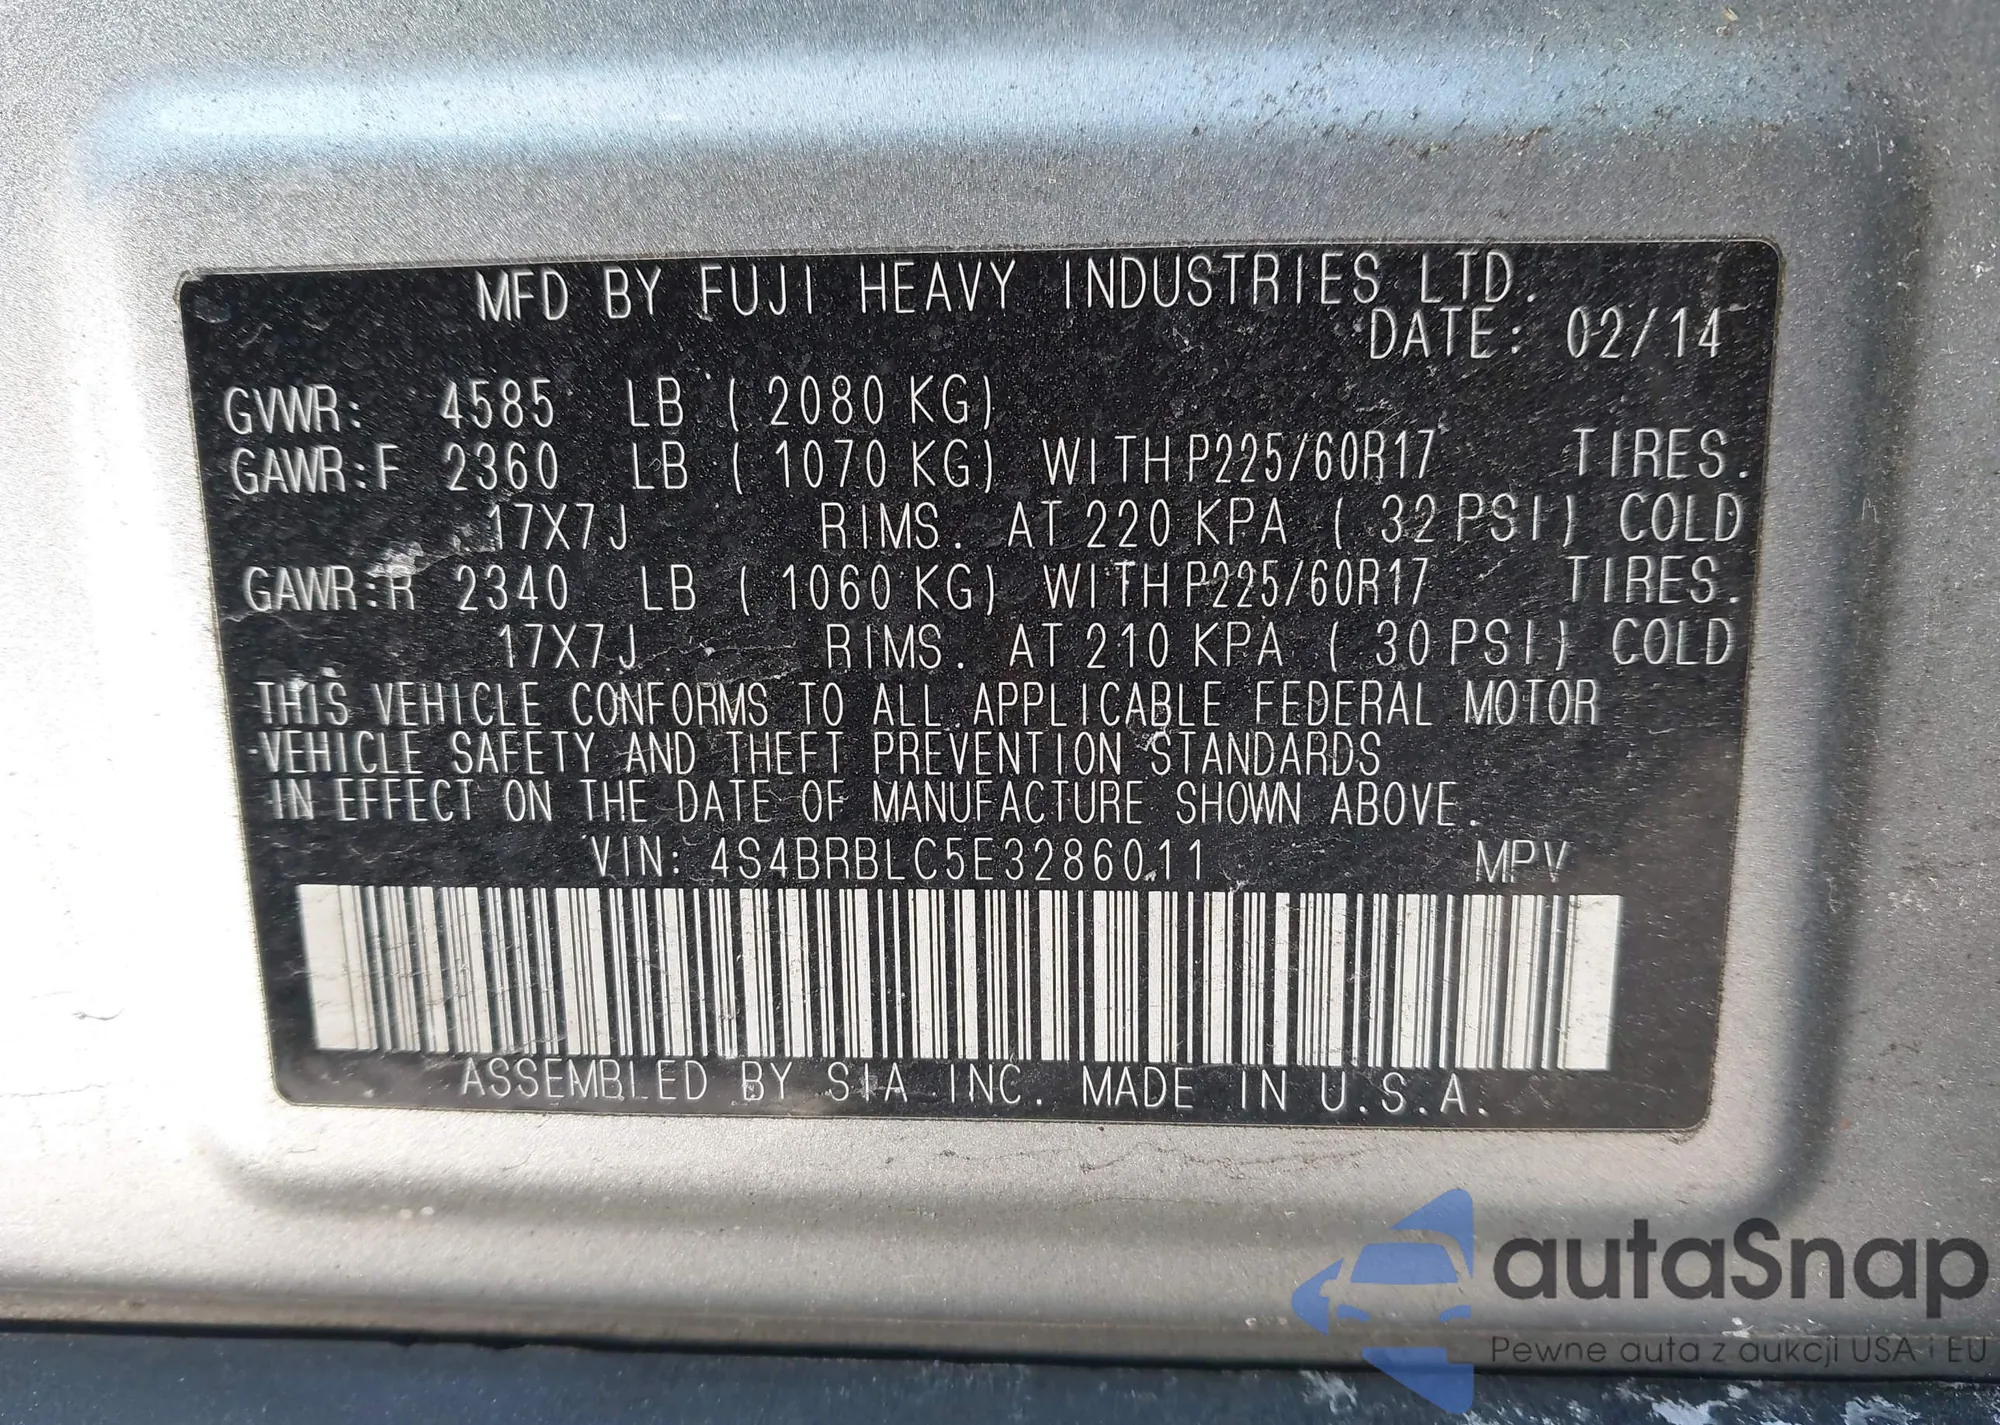 MFD BY FUJI HEAVY INDUSTRIES LTD.
DATE: 02/14
GVWR: 4585 LB (2080 KG)
GAWR:F 2360 LB (1070 KG) WITH P225/60R17 TIRES.
17X7J RIMS. AT 220 KPA (32 PSI) COLD
GAWR:R 2340 LB (1060 KG) WITH P225/60R17 TIRES.
17X7J RIMS. AT 210 KPA (30 PSI) COLD
THIS VEHICLE CONFORMS TO ALL APPLICABLE FEDERAL MOTOR
VEHICLE SAFETY AND THEFT PREVENTION STANDARDS
IN EFFECT ON THE DATE OF MANUFACTURE SHOWN ABOVE.
VIN: 4S4BRBLC5E3286011 MPV
ASSEMBLED BY SIA INC. MADE IN U.S.A.
autaSnap
Pewne auta z aukcji USA i EU